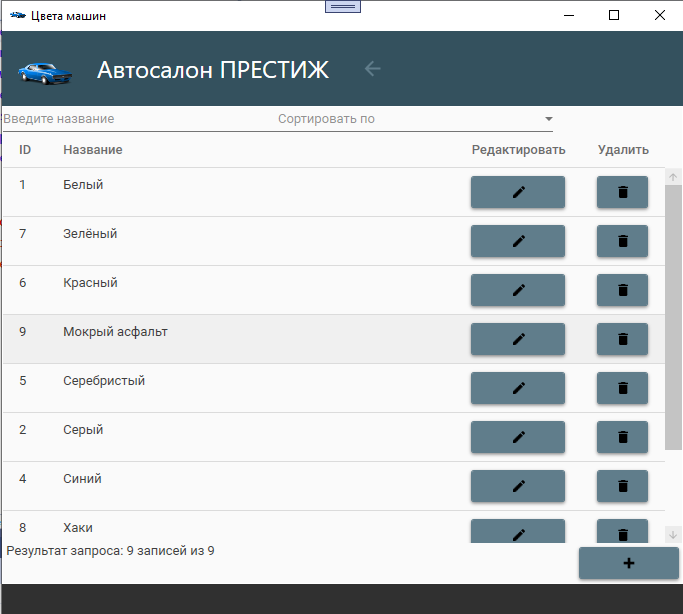 Цвета машин
Автосалон ПРЕСТИЖ
Введите название Сортировать по
ID Название Редактировать Удалить
1 Белый
7 Зелёный
6 Красный
9 Мокрый асфальт
5 Серебристый
2 Серый
4 Синий
8 Хаки
Результат запроса: 9 записей из 9